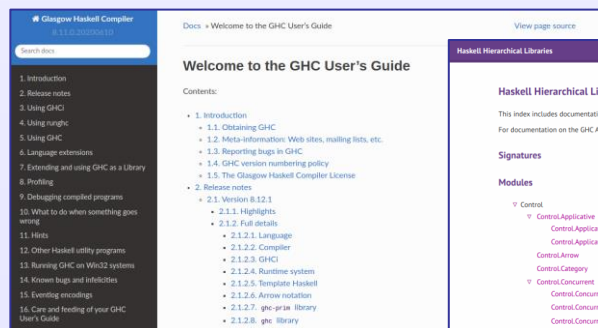 Glasgow Haskell Compiler
8.11.0.20200610
Search docs
1. Introduction
2. Release notes
3. Using GHCi
4. Using runghc
5. Using GHC
6. Language extensions
7. Extending and using GHC as a Library
8. Profiling
9. Debugging compiled programs
10. What to do when something goes
wrong
11. Hints
12. Other Haskell utility programs
13. Running GHC on Win32 systems
14. Known bugs and infelicities
15. Eventlog encodings
16. Care and feeding of your GHC
User's Guide
Docs » Welcome to the GHC User's Guide
View page source
Welcome to the GHC User's Guide
Contents:
1. Introduction
1.1. Obtaining GHC
1.2. Meta-information: Web sites, mailing lists, etc.
1.3. Reporting bugs in GHC
1.4. GHC version numbering policy
1.5. The Glasgow Haskell Compiler License
2. Release notes
2.1. Version 8.12.1
2.1.1. Highlights
2.1.2. Full details
2.1.2.1. Language
2.1.2.2. Compiler
2.1.2.3. GHCi
2.1.2.4. Runtime system
2.1.2.5. Template Haskell
2.1.2.6. Arrow notation
2.1.2.7. ghc-prim library
2.1.2.8. ghc library
Haskell Hierarchical Libraries
Haskell Hierarchical Li
This index includes documentati
For documentation on the GHC A
Signatures
Modules
Control
Control.Applicative
Control.Applica
Control.Applica
Control.Arrow
Control.Category
Control.Concurrent
Control.Concurr
Control.Concurr
Control.Concurr